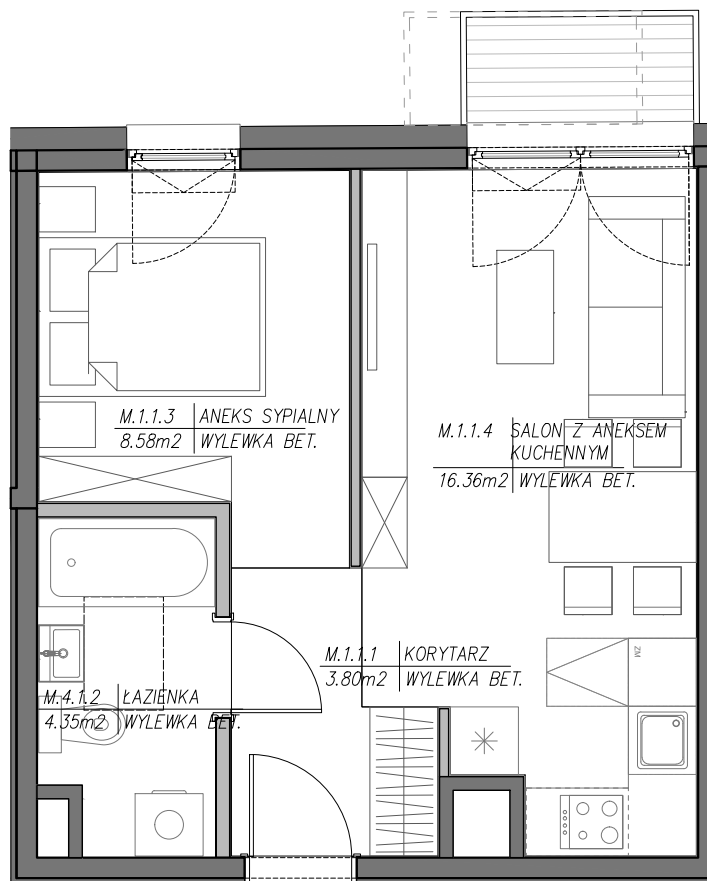 M.1.1.3 ANEKS SYPIALNY
8.58m2 WYLEWKA BET.
M.1.1.4 SALON Z ANEKSEM
KUCHENNYM
16.36m2 WYLEWKA BET.
M.1.1.1 KORYTARZ
3.80m2 WYLEWKA BET.
ZM
M.4.1.2 ŁAZIENKA
4.35m2 WYLEWKA BET.